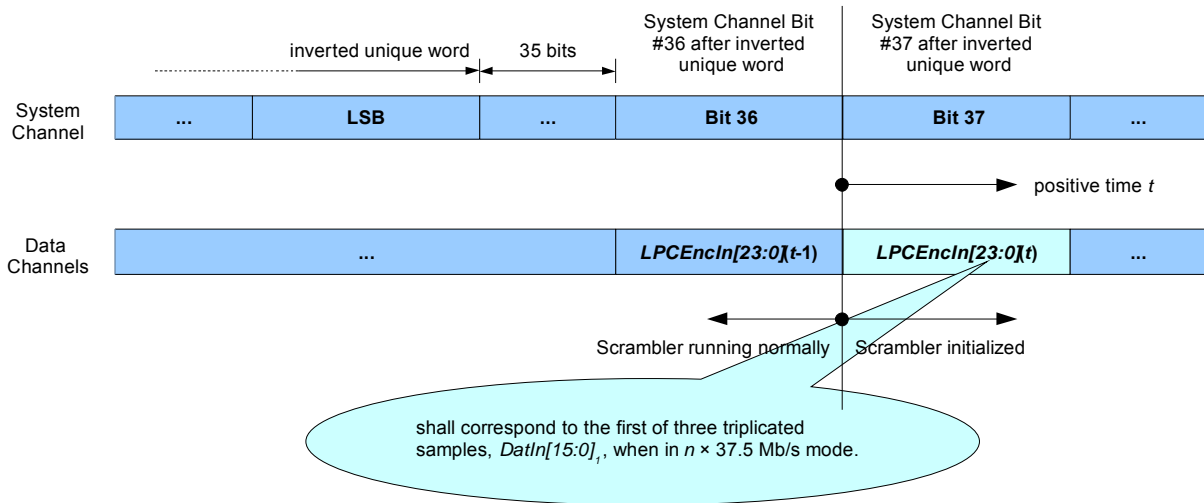 System Channel Bit
#36 after inverted
unique word
System Channel Bit
#37 after inverted
unique word
inverted unique word
35 bits
System
Channel
...
LSB
...
Bit 36
Bit 37
...
positive time t
Data
Channels
...
LPCEncIn[23:0](t-1)
LPCEncIn[23:0](t)
...
Scrambler running normally
Scrambler initialized
shall correspond to the first of three triplicated
samples, DatIn[15:0]₁, when in n × 37.5 Mb/s mode.